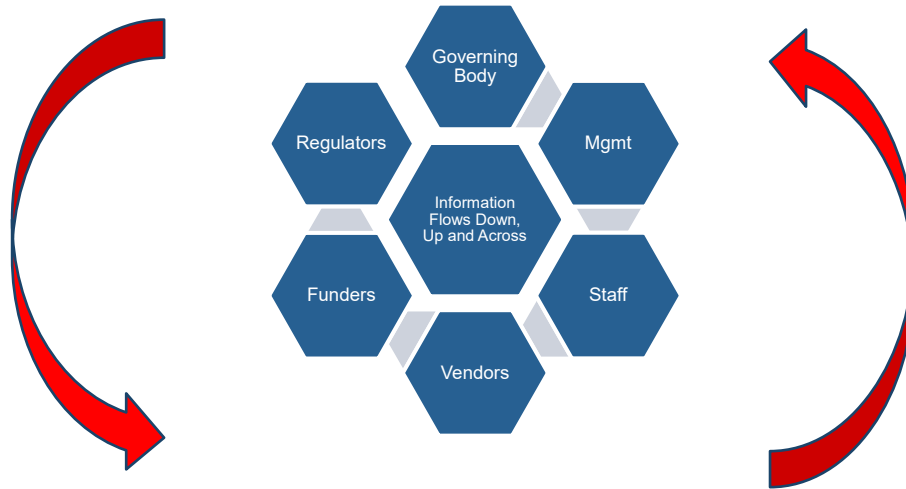 Governing
Body
Regulators
Mgmt
Information
Flows Down,
Up and Across
Funders
Staff
Vendors